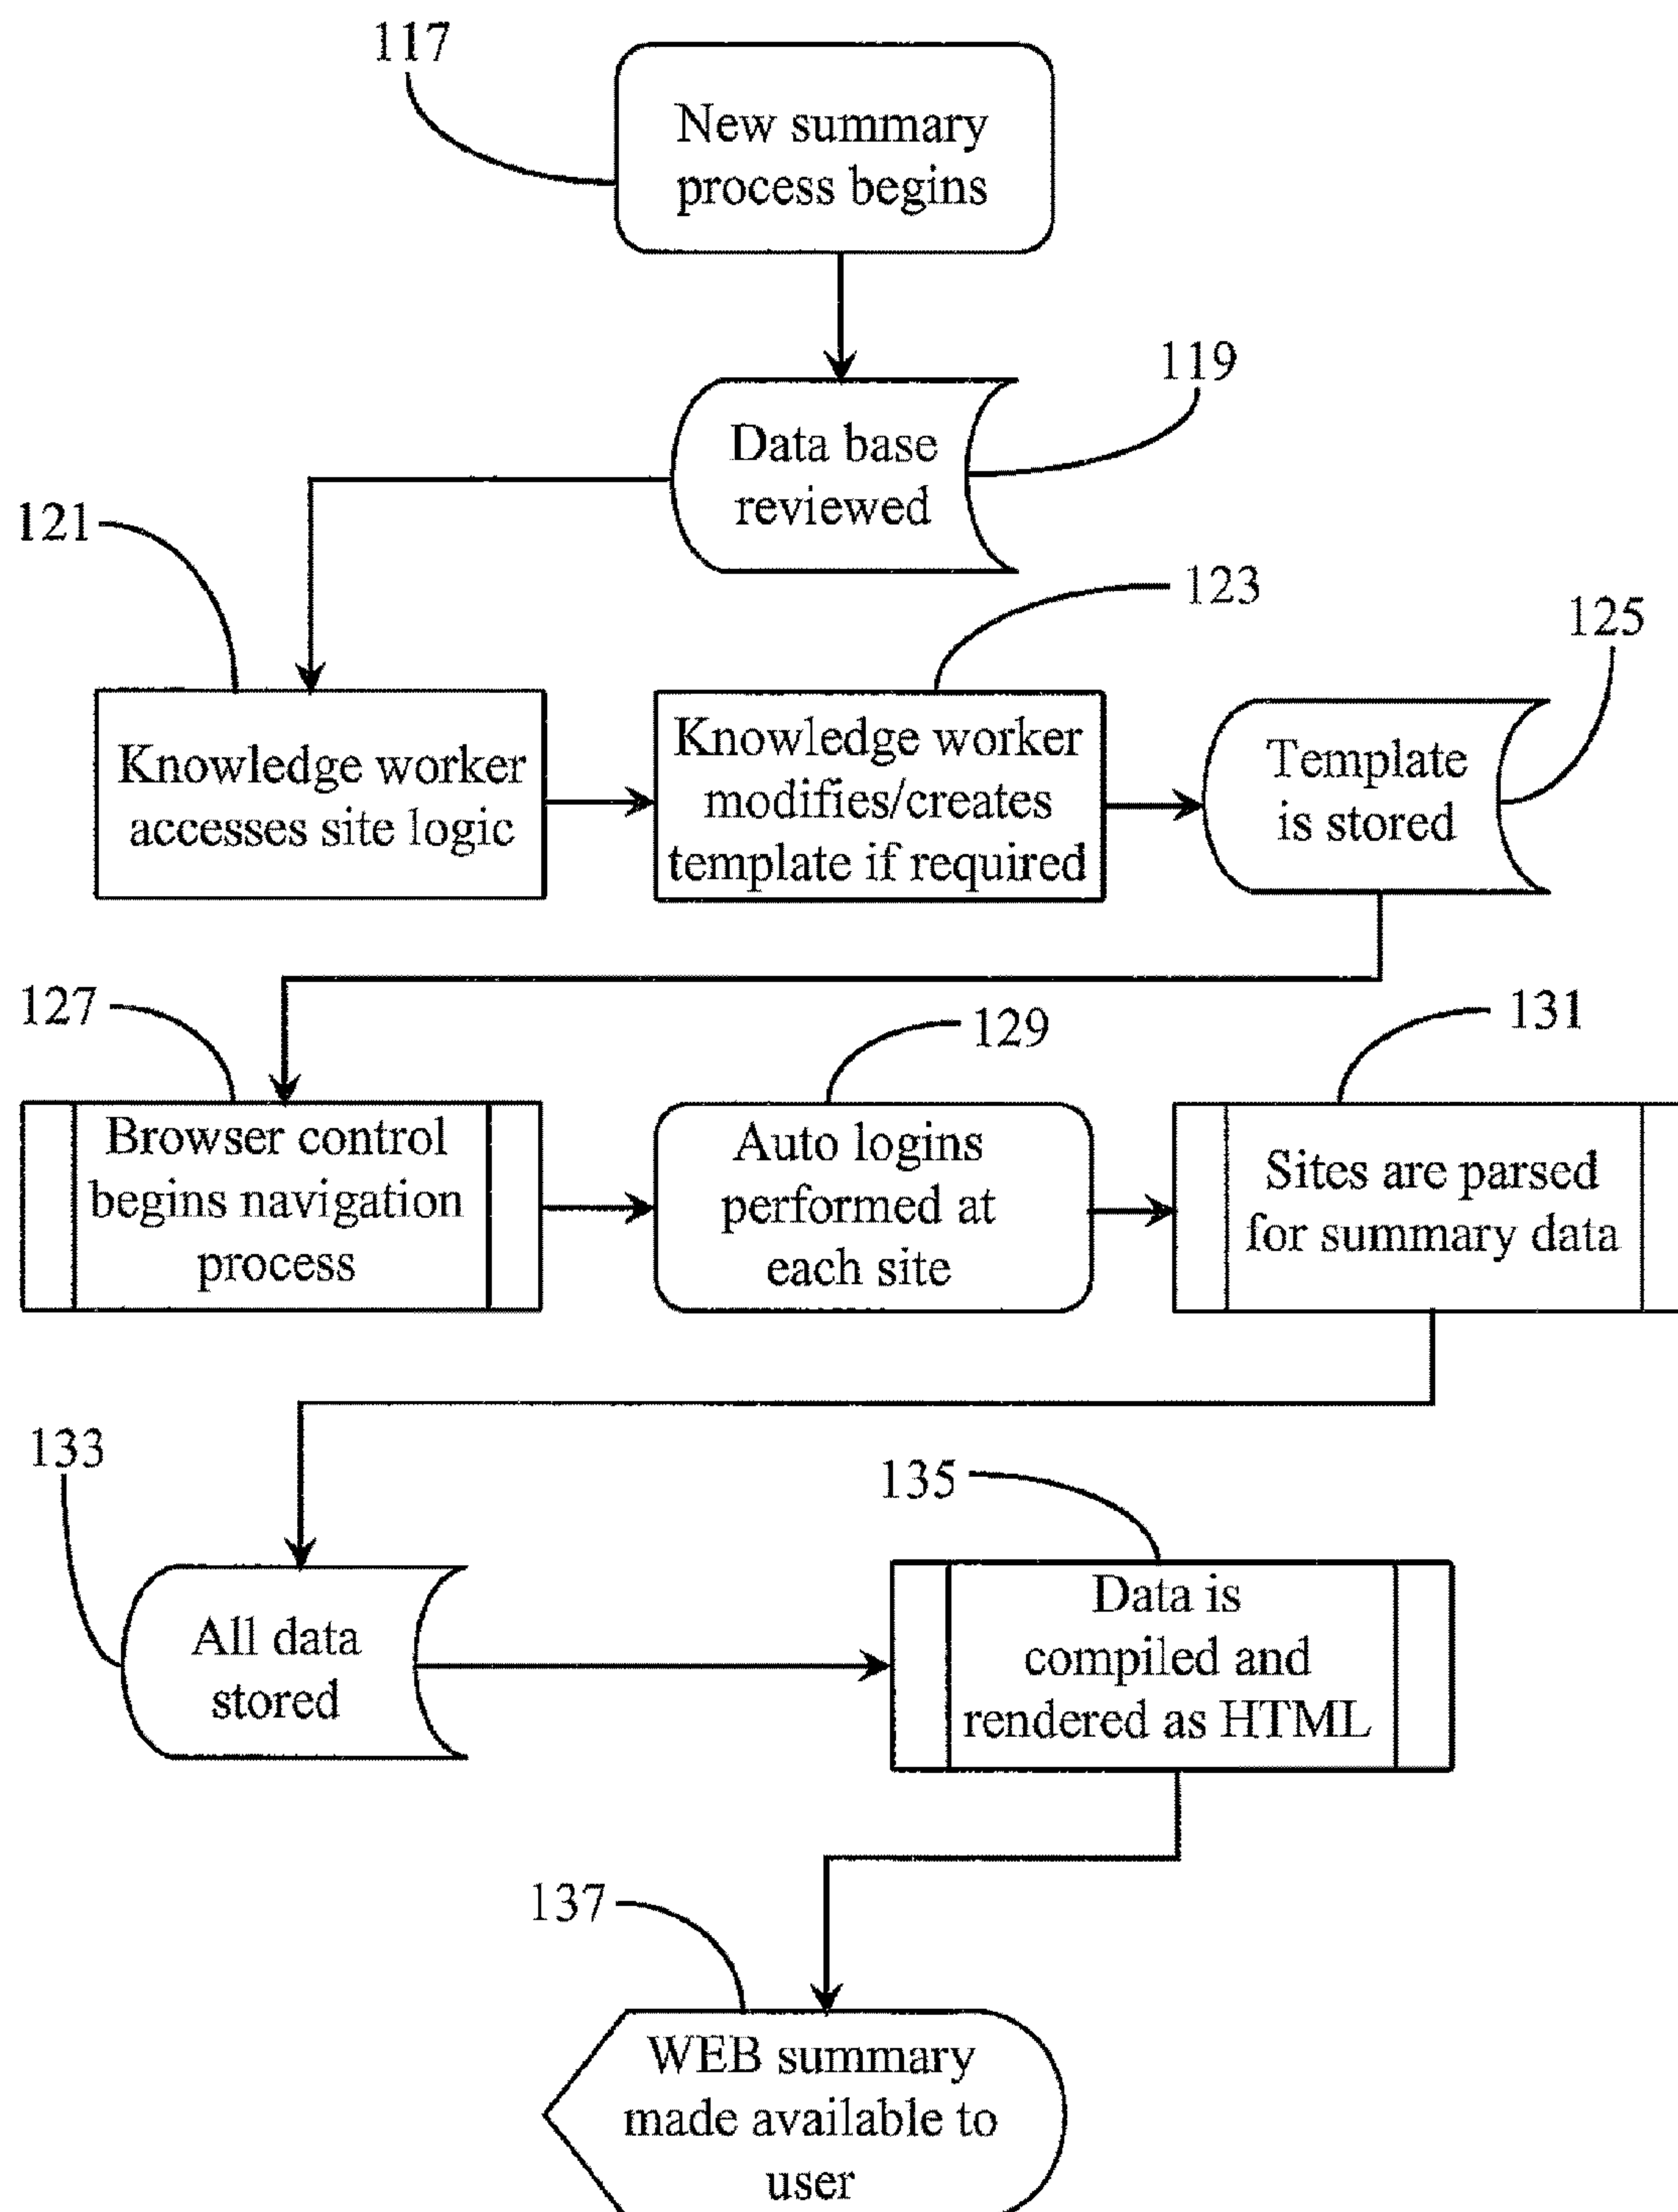 117
New summary
process begins
119
Data base
reviewed
121
123
125
Knowledge worker
accesses site logic
Knowledge worker
modifies/creates
template if required
Template
is stored
127
129
131
Browser control
begins navigation
process
Auto logins
performed at
each site
Sites are parsed
for summary data
133
135
All data
stored
Data is
compiled and
rendered as HTML
137
WEB summary
made available to
user